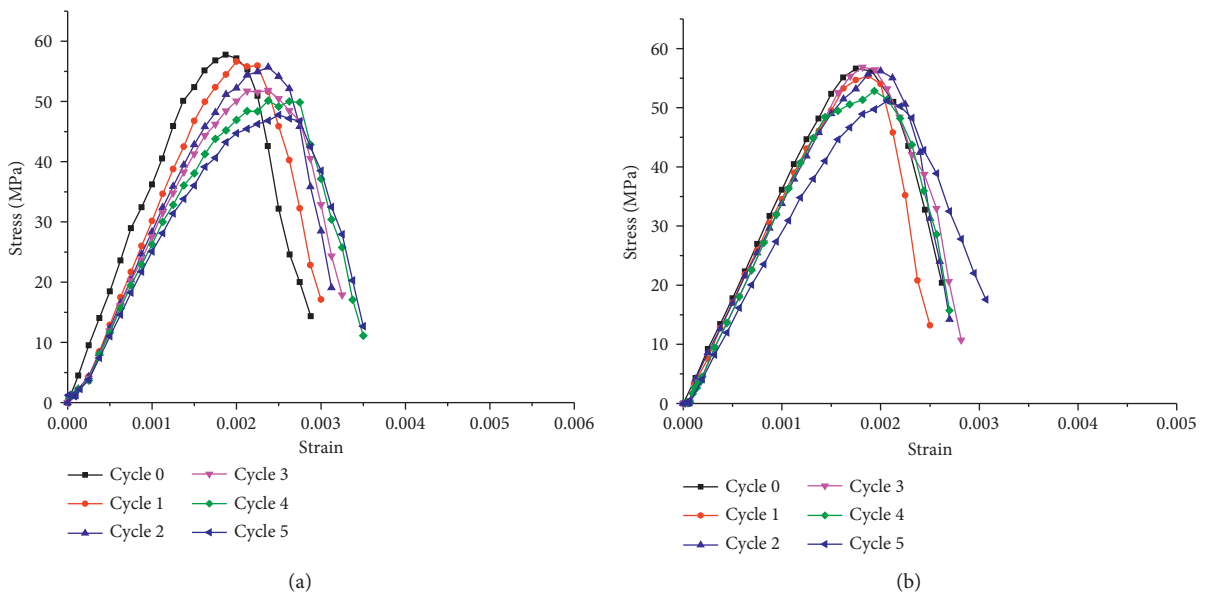 60
50
40
30
20
10
0
Stress (MPa)
0.000 0.001 0.002 0.003 0.004 0.005 0.006
Strain
Cycle 0 Cycle 3
Cycle 1 Cycle 4
Cycle 2 Cycle 5
(a)
60
50
40
30
20
10
0
Stress (MPa)
0.000 0.001 0.002 0.003 0.004 0.005
Strain
Cycle 0 Cycle 3
Cycle 1 Cycle 4
Cycle 2 Cycle 5
(b)